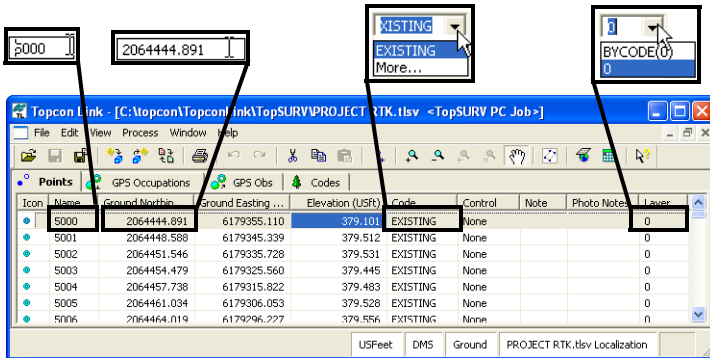 5000
2064444.891
XISTING
EXISTING
More...
0
BYCODE(0)
0
Topcon Link - [C:\topcon\TopconLink\TopSURV\PROJECT RTK.tlsv <TopSURV PC Job>]
File Edit View Process Window Help
Points GPS Occupations GPS Obs Codes
Icon Name Ground Northin... Ground Easting ... Elevation (USft) Code Control Note Photo Notes Layer
5000 2064444.891 6179355.110 379.101 EXISTING None 0
5001 2064448.588 6179345.339 379.512 EXISTING None 0
5002 2064451.546 6179335.728 379.531 EXISTING None 0
5003 2064454.479 6179325.560 379.445 EXISTING None 0
5004 2064457.738 6179315.822 379.483 EXISTING None 0
5005 2064461.034 6179306.053 379.528 EXISTING None 0
5006 2064464.019 6179296.227 379.556 EXISTING None 0
USFeet DMS Ground PROJECT RTK.tlsv Localization